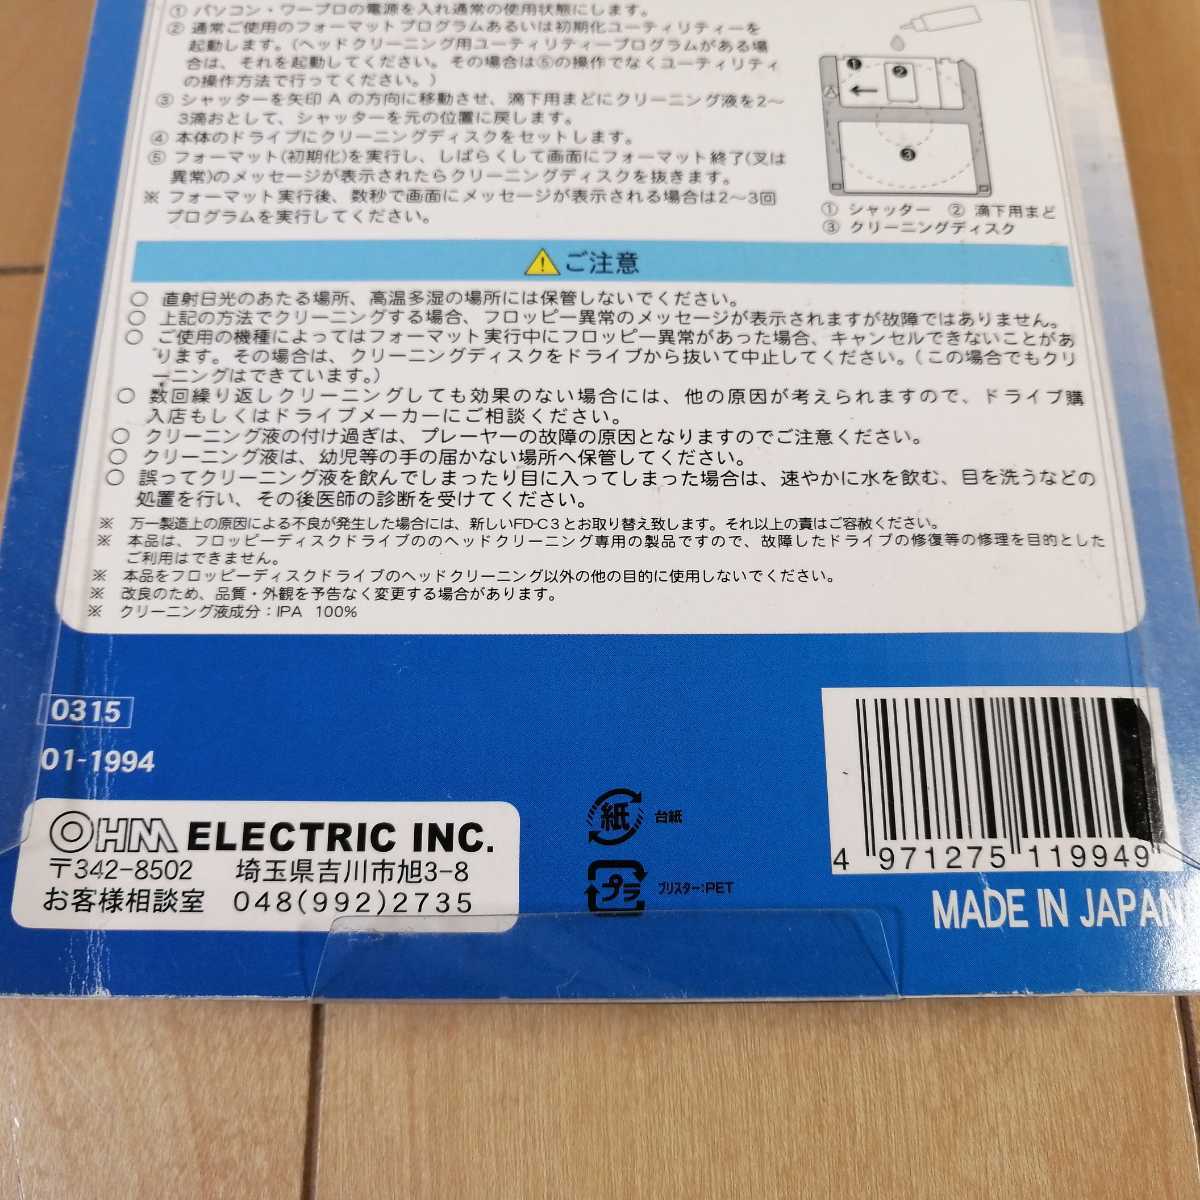 ① パソコン・ワープロの電源を入れ通常の使用状態にします。
② 通常ご使用のフォーマットプログラムあるいは初期化ユーティリティーを
起動します。(ヘッドクリーニング用ユーティリティープログラムがある場
合は、それを起動してください。その場合は⑤の操作でなくユーティリティ
の操作方法で行ってください。)
③ シャッターを矢印 A の方向に移動させ、滴下用まどにクリーニング液を2〜
3滴おとして、シャッターを元の位置に戻します。
④ 本体のドライブにクリーニングディスクをセットします。
⑤ フォーマット(初期化)を実行し、しばらくして画面にフォーマット終了(又は
異常)のメッセージが表示されたらクリーニングディスクを抜きます。
※ フォーマット実行後、数秒で画面にメッセージが表示される場合は2〜3回
プログラムを実行してください。
❶ ❷
A
❸
① シャッター ② 滴下用まど
③ クリーニングディスク
ご注意
○ 直射日光のあたる場所、高温多湿の場所には保管しないでください。
○ 上記の方法でクリーニングする場合、フロッピー異常のメッセージが表示されますが故障ではありません。
○ ご使用の機種によってはフォーマット実行中にフロッピー異常があった場合、キャンセルできないことがあ
ります。その場合は、クリーニングディスクをドライブから抜いて中止してください。(この場合でもクリ
ーニングはできています。)
○ 数回繰り返しクリーニングしても効果のない場合には、他の原因が考えられますので、ドライブ購
入店もしくはドライブメーカーにご相談ください。
○ クリーニング液の付け過ぎは、プレーヤーの故障の原因となりますのでご注意ください。
○ クリーニング液は、幼児等の手の届かない場所へ保管してください。
○ 誤ってクリーニング液を飲んでしまったり目に入ってしまった場合は、速やかに水を飲む、目を洗うなどの
処置を行い、その後医師の診断を受けてください。
※ 万一製造上の原因による不良が発生した場合には、新しいFD-C3とお取り替え致します。それ以上の責はご容赦ください。
※ 本品は、フロッピーディスクドライブののヘッドクリーニング専用の製品ですので、故障したドライブの修復等の修理を目的とした
ご利用はできません。
※ 本品をフロッピーディスクドライブのヘッドクリーニング以外の他の目的に使用しないでください。
※ 改良のため、品質・外観を予告なく変更する場合があります。
※ クリーニング液成分：IPA 100%
0315
01-1994
OHM ELECTRIC INC.
〒342-8502 埼玉県吉川市旭3-8
お客様相談室 048(992)2735
紙 台紙
プラ ブリスター:PET
4 971275 119949
MADE IN JAPAN